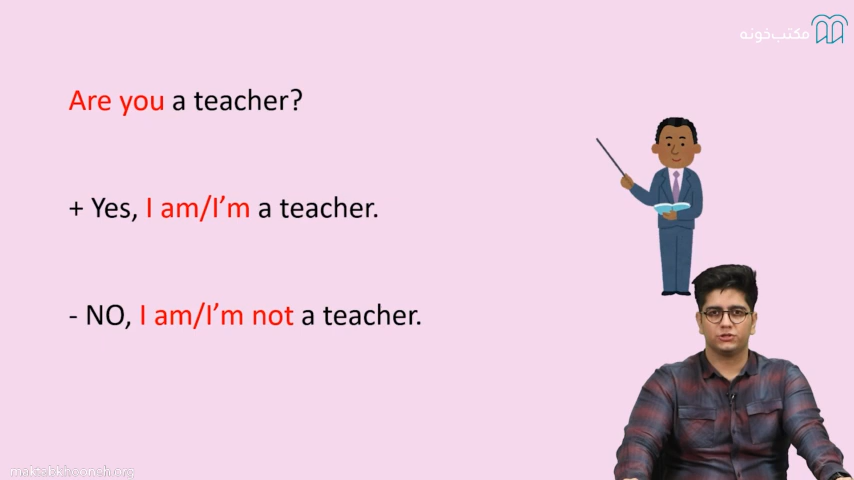 مکتب‌خونه
Are you a teacher?
+ Yes, I am/I’m a teacher.
- NO, I am/I’m not a teacher.
maktabkhooneh.org